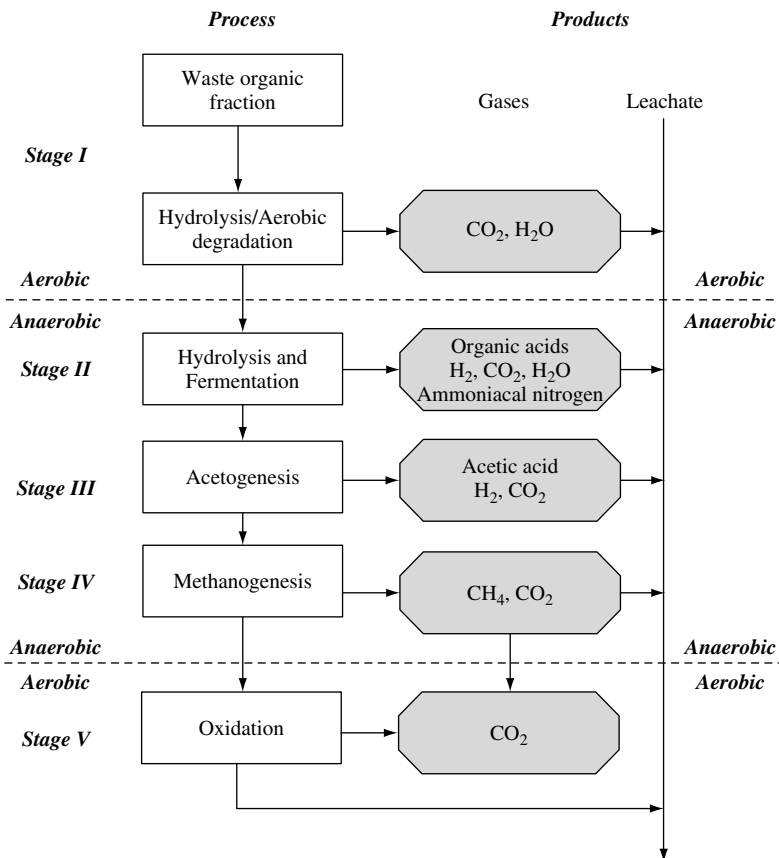 Process
Products
Waste organic
fraction
Gases
Leachate
Stage I
Hydrolysis/Aerobic
degradation
CO₂, H₂O
Aerobic
Aerobic
Anaerobic
Anaerobic
Stage II
Hydrolysis and
Fermentation
Organic acids
H₂, CO₂, H₂O
Ammoniacal nitrogen
Stage III
Acetogenesis
Acetic acid
H₂, CO₂
Stage IV
Methanogenesis
CH₄, CO₂
Anaerobic
Anaerobic
Aerobic
Aerobic
Stage V
Oxidation
CO₂